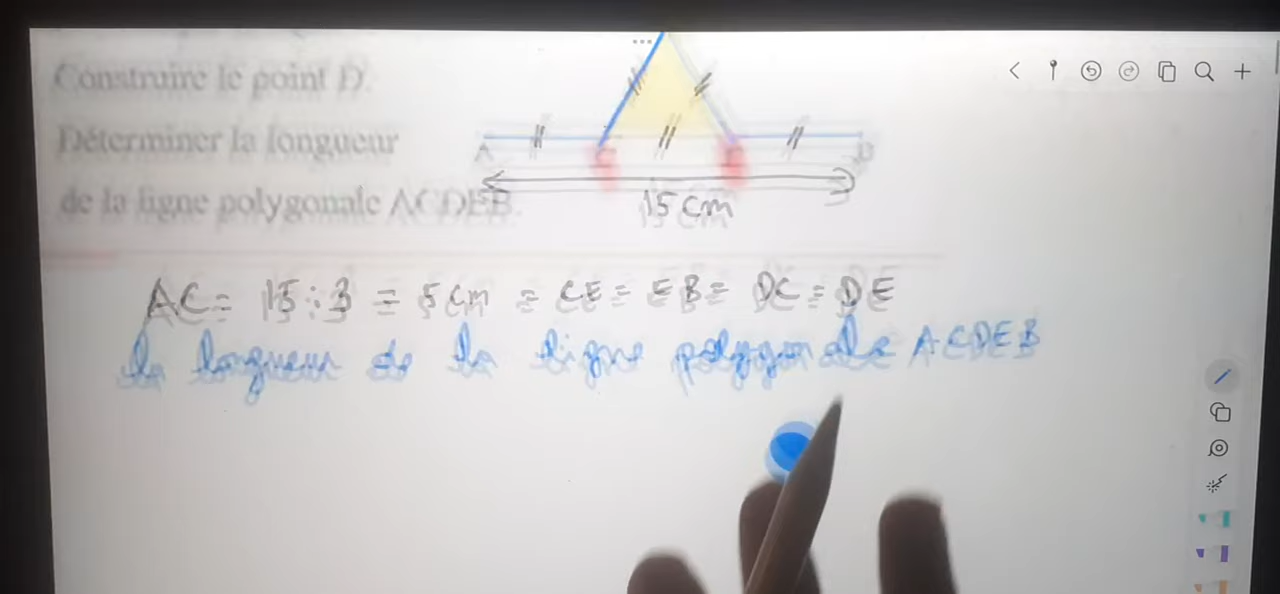 Construire le point D.
Déterminer la longueur
de la ligne polygonale ACDEB.
A C E B
15 cm
AC = 15 : 3 = 5 cm = CE = EB = DC = DE
la longueur de la ligne polygonale ACDEB